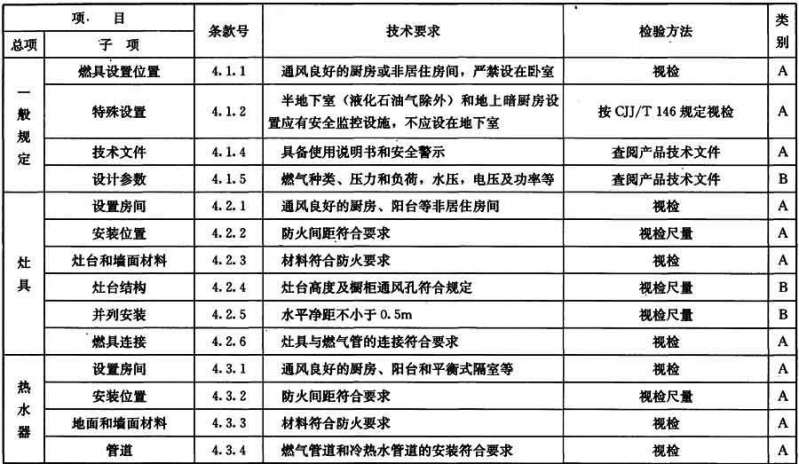 项 目 条款号 技术要求 检验方法 类别
总项 子 项
一般规定
燃具设置位置 4.1.1 通风良好的厨房或非居住房间，严禁设在卧室 视检 A
特殊设置 4.1.2 半地下室（液化石油气除外）和地上暗厨房设置应有安全监控设施，不应设在地下室 按 CJJ/T 146 规定视检 A
技术文件 4.1.4 具备使用说明书和安全警示 查阅产品技术文件 A
设计参数 4.1.5 燃气种类、压力和负荷，水压，电压及功率等 查阅产品技术文件 B
灶具
设置房间 4.2.1 通风良好的厨房、阳台等非居住房间 视检 A
安装位置 4.2.2 防火间距符合要求 视检尺量 A
灶台和墙面材料 4.2.3 材料符合防火要求 视检 A
灶台结构 4.2.4 灶台高度及橱柜通风孔符合规定 视检尺量 B
并列安装 4.2.5 水平净距不小于 0.5m 视检尺量 B
燃具连接 4.2.6 灶具与燃气管的连接符合要求 视检 A
热水器
设置房间 4.3.1 通风良好的厨房、阳台和平衡式隔室等 视检 A
安装位置 4.3.2 防火间距符合要求 视检尺量 A
地面和墙面材料 4.3.3 材料符合防火要求 视检 A
管道 4.3.4 燃气管道和冷热水管道的安装符合要求 视检 A